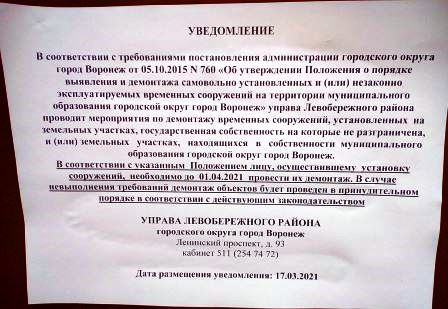 УВЕДОМЛЕНИЕ
В соответствии с требованиями постановления администрации городского округа
город Воронеж от 05.10.2015 N 760 «Об утверждении Положения о порядке
выявления и демонтажа самовольно установленных и (или) незаконно
эксплуатируемых временных сооружений на территории муниципального
образования городской округ город Воронеж» управа Левобережного района
проводит мероприятия по демонтажу временных сооружений, установленных на
земельных участках, государственная собственность на которые не разграничена,
и (или) земельных участках, находящихся в собственности муниципального
образования городской округ город Воронеж.
В соответствии с указанным Положением лицу, осуществившему установку
сооружений, необходимо до 01.04.2021 провести их демонтаж. В случае
невыполнения требований демонтаж объектов будет проведен в принудительном
порядке в соответствии с действующим законодательством
УПРАВА ЛЕВОБЕРЕЖНОГО РАЙОНА
городского округа город Воронеж
Ленинский проспект, д. 93
кабинет 511 (254 74 72)
Дата размещения уведомления: 17.03.2021